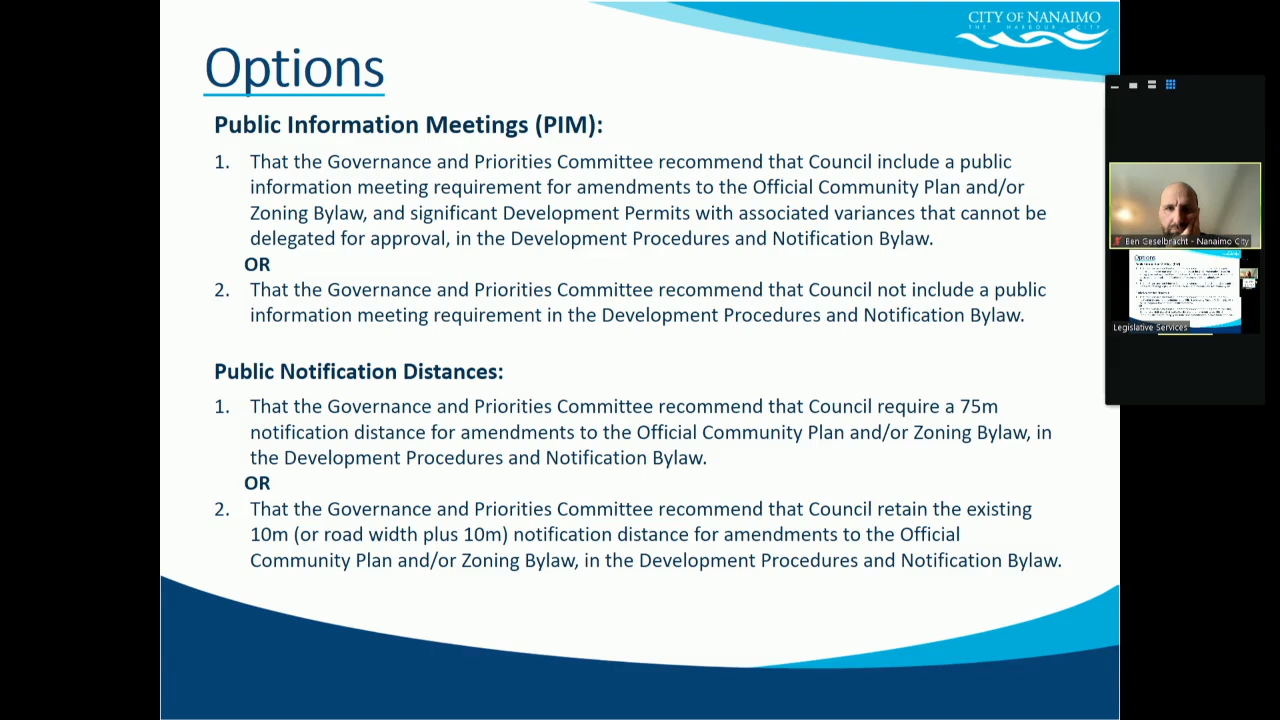 CITY OF NANAIMO
THE HARBOUR CITY
Options
Public Information Meetings (PIM):
1. That the Governance and Priorities Committee recommend that Council include a public
information meeting requirement for amendments to the Official Community Plan and/or
Zoning Bylaw, and significant Development Permits with associated variances that cannot be
delegated for approval, in the Development Procedures and Notification Bylaw.
OR
2. That the Governance and Priorities Committee recommend that Council not include a public
information meeting requirement in the Development Procedures and Notification Bylaw.
Public Notification Distances:
1. That the Governance and Priorities Committee recommend that Council require a 75m
notification distance for amendments to the Official Community Plan and/or Zoning Bylaw, in
the Development Procedures and Notification Bylaw.
OR
2. That the Governance and Priorities Committee recommend that Council retain the existing
10m (or road width plus 10m) notification distance for amendments to the Official
Community Plan and/or Zoning Bylaw, in the Development Procedures and Notification Bylaw.
Ben Geselbracht - Nanaimo City
Options
Legislative Services